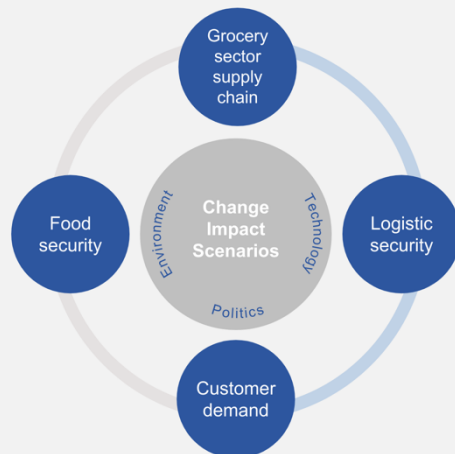 Grocery
sector
supply
chain
Food
security
Environment
Change
Impact
Scenarios
Technology
Politics
Logistic
security
Customer
demand